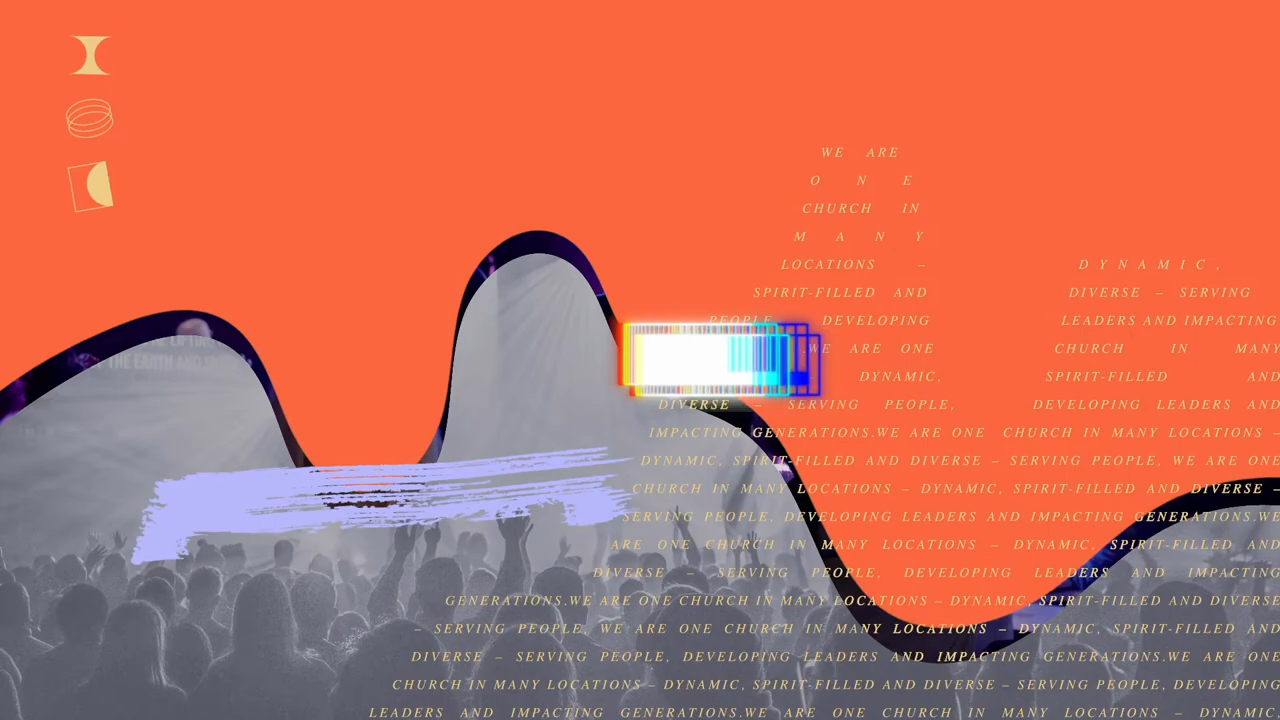 WE ARE
O N E
CHURCH IN
M A N Y
LOCATIONS – D Y N A M I C ,
SPIRIT-FILLED AND DIVERSE – SERVING
PEOPLE, DEVELOPING LEADERS AND IMPACTING
.WE ARE ONE CHURCH IN MANY
THE EARTH AND
DYNAMIC, SPIRIT-FILLED AND
DIVERSE – SERVING PEOPLE, DEVELOPING LEADERS AND
IMPACTING GENERATIONS.WE ARE ONE CHURCH IN MANY LOCATIONS –
DYNAMIC, SPIRIT-FILLED AND DIVERSE – SERVING PEOPLE, WE ARE ONE
CHURCH IN MANY LOCATIONS – DYNAMIC, SPIRIT-FILLED AND DIVERSE –
SERVING PEOPLE, DEVELOPING LEADERS AND IMPACTING GENERATIONS.WE
ARE ONE CHURCH IN MANY LOCATIONS – DYNAMIC, SPIRIT-FILLED AND
DIVERSE – SERVING PEOPLE, DEVELOPING LEADERS AND IMPACTING
GENERATIONS.WE ARE ONE CHURCH IN MANY LOCATIONS – DYNAMIC, SPIRIT-FILLED AND DIVERSE
– SERVING PEOPLE, WE ARE ONE CHURCH IN MANY LOCATIONS – DYNAMIC, SPIRIT-FILLED AND
DIVERSE – SERVING PEOPLE, DEVELOPING LEADERS AND IMPACTING GENERATIONS.WE ARE ONE
CHURCH IN MANY LOCATIONS – DYNAMIC, SPIRIT-FILLED AND DIVERSE – SERVING PEOPLE, DEVELOPING
LEADERS AND IMPACTING GENERATIONS.WE ARE ONE CHURCH IN MANY LOCATIONS – DYNAMIC,